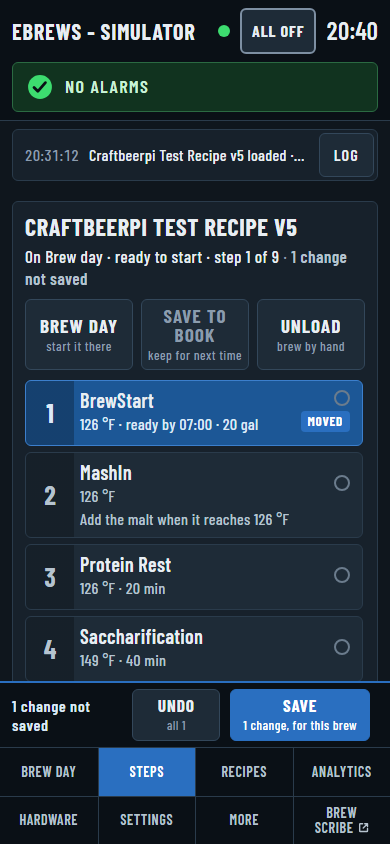 EBREWS - SIMULATOR
ALL OFF
20:40
NO ALARMS
20:31:12 Craftbeerpi Test Recipe v5 loaded ·...
LOG
CRAFTBEERPI TEST RECIPE V5
On Brew day · ready to start · step 1 of 9 · 1 change
not saved
BREW DAY
start it there
SAVE TO
BOOK
keep for next time
UNLOAD
brew by hand
1
BrewStart
126 °F · ready by 07:00 · 20 gal
MOVED
2
MashIn
126 °F
Add the malt when it reaches 126 °F
3
Protein Rest
126 °F · 20 min
4
Saccharification
149 °F · 40 min
1 change not
saved
UNDO
all 1
SAVE
1 change, for this brew
BREW DAY
STEPS
RECIPES
ANALYTICS
HARDWARE
SETTINGS
MORE
BREW
SCRIBE